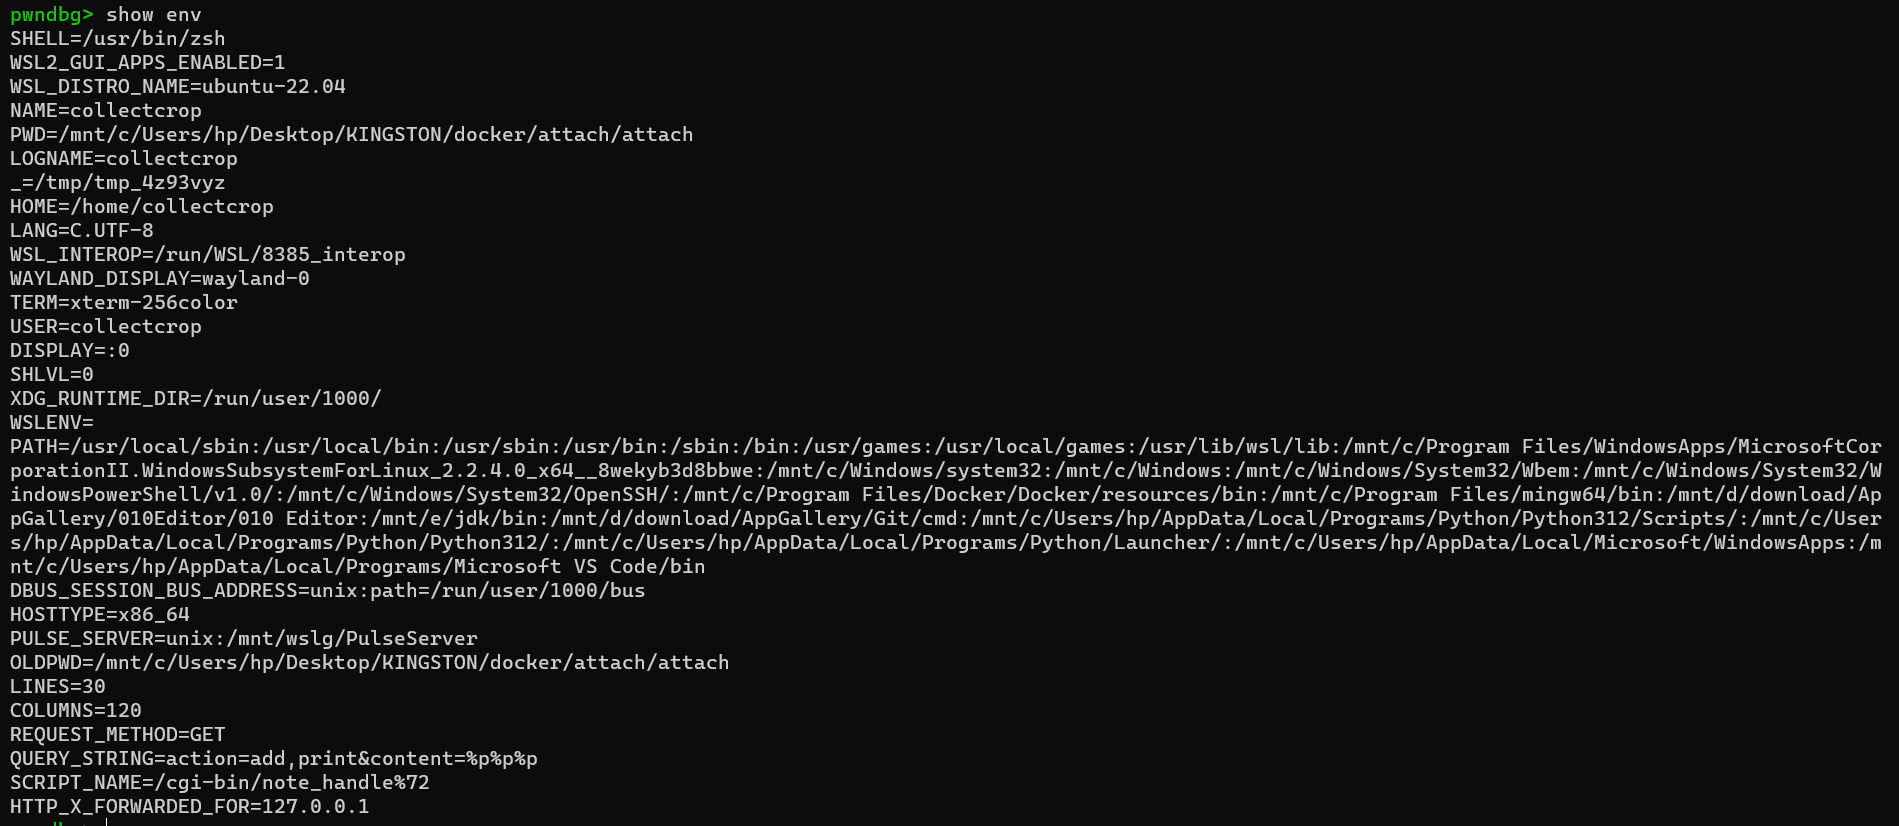 pwndbg> show env
SHELL=/usr/bin/zsh
WSL2_GUI_APPS_ENABLED=1
WSL_DISTRO_NAME=ubuntu-22.04
NAME=collectcrop
PWD=/mnt/c/Users/hp/Desktop/KINGSTON/docker/attach/attach
LOGNAME=collectcrop
_=/tmp/tmp_4z93vyz
HOME=/home/collectcrop
LANG=C.UTF-8
WSL_INTEROP=/run/WSL/8385_interop
WAYLAND_DISPLAY=wayland-0
TERM=xterm-256color
USER=collectcrop
DISPLAY=:0
SHLVL=0
XDG_RUNTIME_DIR=/run/user/1000/
WSLENV=
PATH=/usr/local/sbin:/usr/local/bin:/usr/sbin:/usr/bin:/sbin:/bin:/usr/games:/usr/local/games:/usr/lib/wsl/lib:/mnt/c/Program Files/WindowsApps/MicrosoftCor
porationII.WindowsSubsystemForLinux_2.2.4.0_x64__8wekyb3d8bbwe:/mnt/c/Windows/system32:/mnt/c/Windows:/mnt/c/Windows/System32/Wbem:/mnt/c/Windows/System32/W
indowsPowerShell/v1.0/:/mnt/c/Windows/System32/OpenSSH/:/mnt/c/Program Files/Docker/Docker/resources/bin:/mnt/c/Program Files/mingw64/bin:/mnt/d/download/Ap
pGallery/010Editor/010 Editor:/mnt/e/jdk/bin:/mnt/d/download/AppGallery/Git/cmd:/mnt/c/Users/hp/AppData/Local/Programs/Python/Python312/Scripts/:/mnt/c/User
s/hp/AppData/Local/Programs/Python/Python312/:/mnt/c/Users/hp/AppData/Local/Programs/Python/Launcher/:/mnt/c/Users/hp/AppData/Local/Microsoft/WindowsApps:/m
nt/c/Users/hp/AppData/Local/Programs/Microsoft VS Code/bin
DBUS_SESSION_BUS_ADDRESS=unix:path=/run/user/1000/bus
HOSTTYPE=x86_64
PULSE_SERVER=unix:/mnt/wslg/PulseServer
OLDPWD=/mnt/c/Users/hp/Desktop/KINGSTON/docker/attach/attach
LINES=30
COLUMNS=120
REQUEST_METHOD=GET
QUERY_STRING=action=add,print&content=%p%p%p
SCRIPT_NAME=/cgi-bin/note_handle%72
HTTP_X_FORWARDED_FOR=127.0.0.1